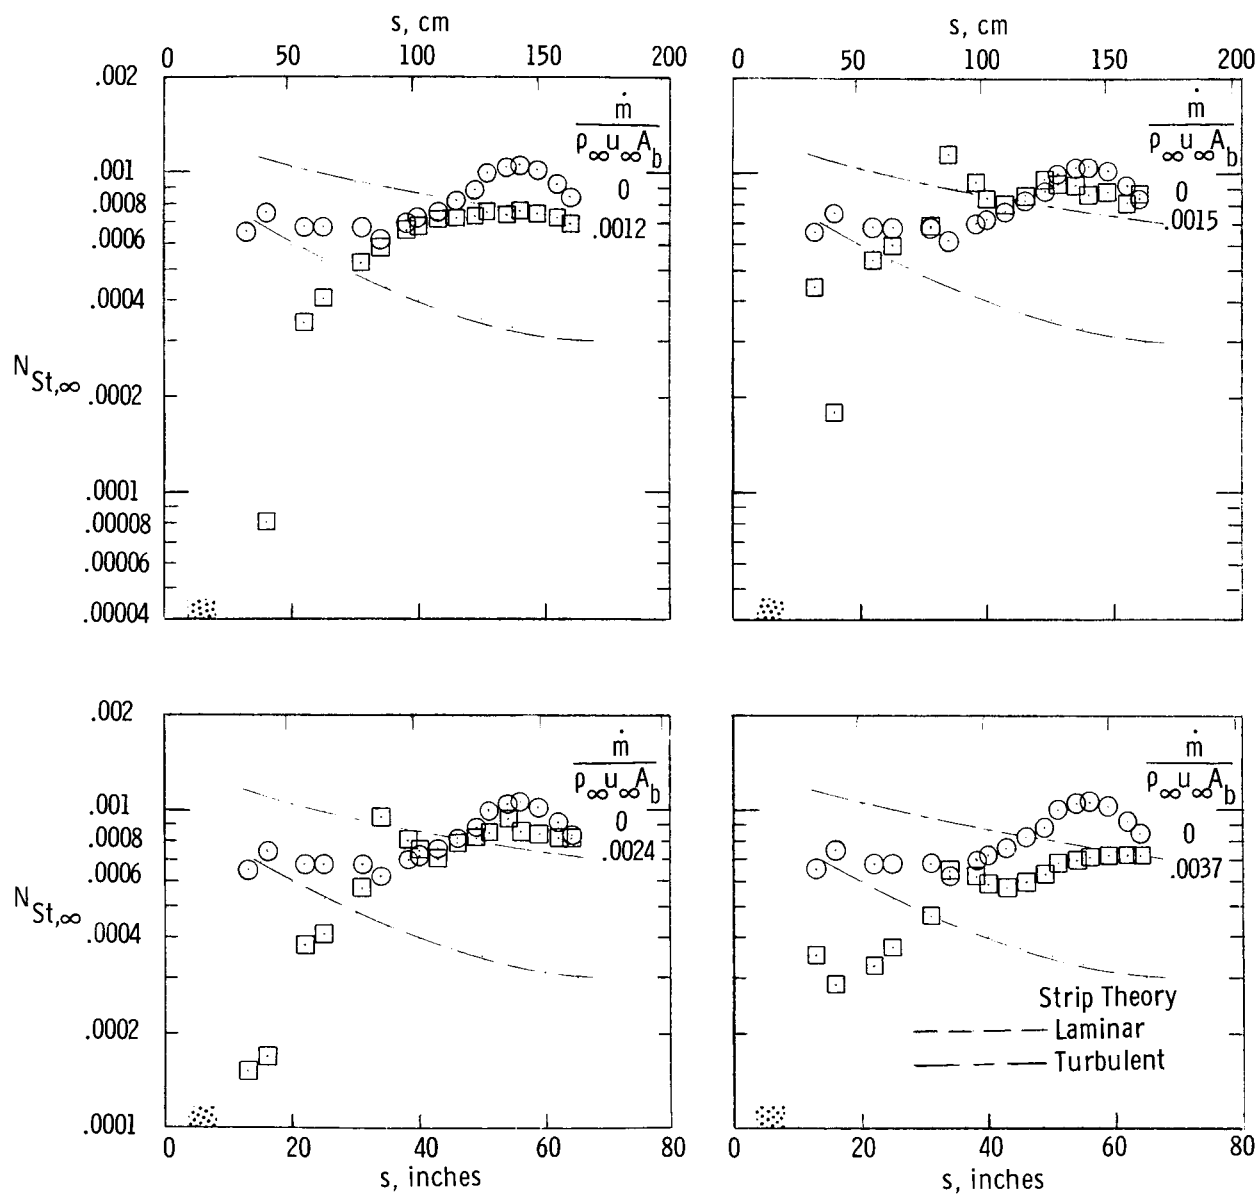 s, cm
0 50 100 150 200
.002
.001
.0008
.0006
.0004
.0002
.0001
.00008
.00006
.00004
N_St,∞
ṁ
ρ∞u∞A_b
0
.0012
s, cm
0 50 100 150 200
ṁ
ρ∞u∞A_b
0
.0015
.002
.001
.0008
.0006
.0004
.0002
.0001
N_St,∞
ṁ
ρ∞u∞A_b
0
.0024
0 20 40 60 80
s, inches
ṁ
ρ∞u∞A_b
0
.0037
Strip Theory
Laminar
Turbulent
0 20 40 60 80
s, inches